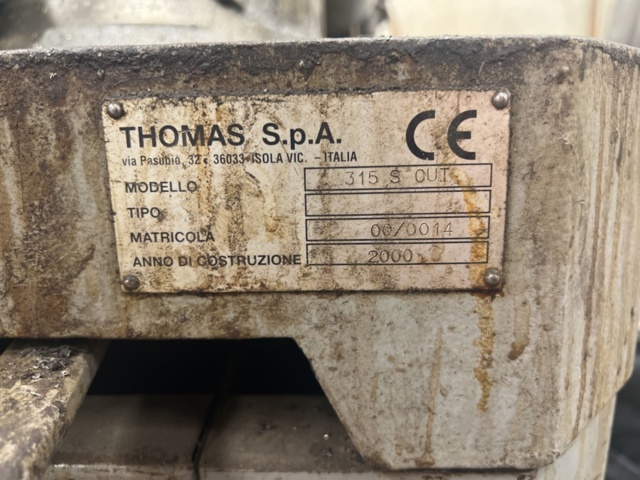 THOMAS S.p.A. CE
via Pasubio, 32 - 36033 ISOLA VIC. - ITALIA
MODELLO 315 S CUT
TIPO
MATRICOLA 00/0014
ANNO DI COSTRUZIONE 2000